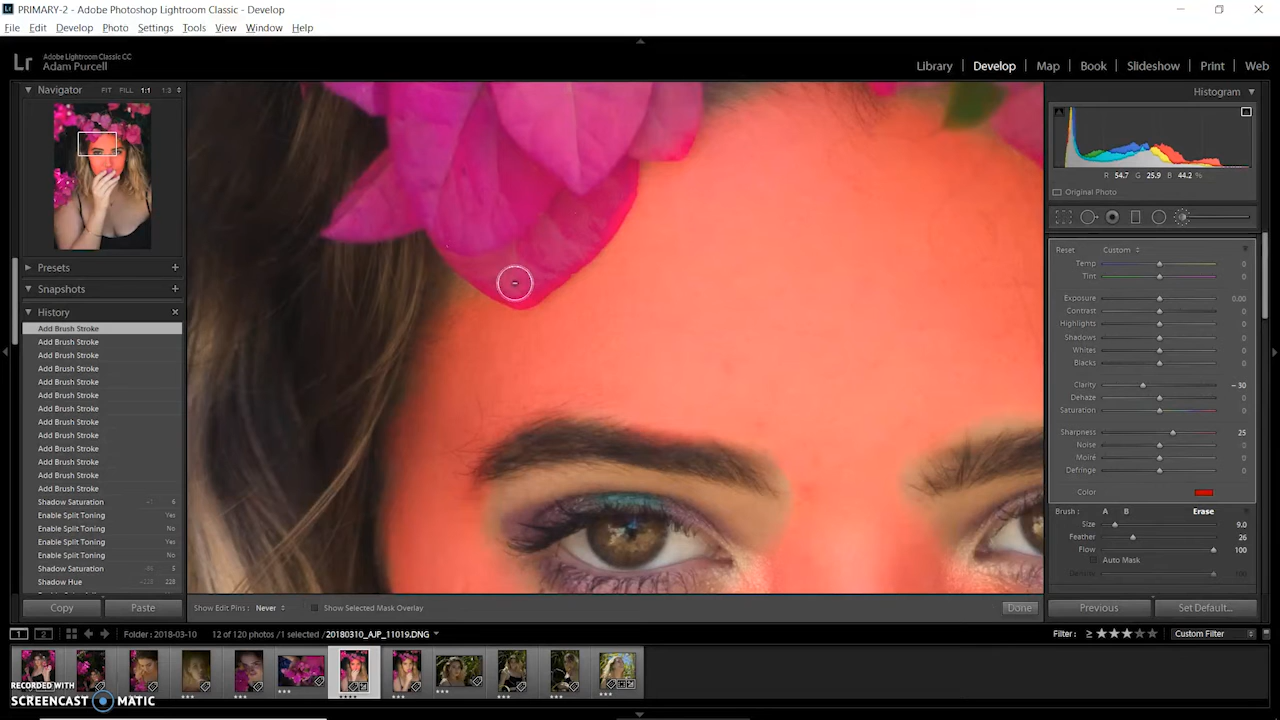 PRIMARY-2 - Adobe Photoshop Lightroom Classic - Develop
File Edit Develop Photo Settings Tools View Window Help
Lr Adobe Lightroom Classic CC
Adam Purcell
Library Develop Map Book Slideshow Print Web
Navigator FIT FILL 1:1 1:3
Histogram
R 54.7 G 25.9 B 44.2 %
Original Photo
Presets
Snapshots
History
Add Brush Stroke
Add Brush Stroke
Add Brush Stroke
Add Brush Stroke
Add Brush Stroke
Add Brush Stroke
Add Brush Stroke
Add Brush Stroke
Add Brush Stroke
Add Brush Stroke
Add Brush Stroke
Add Brush Stroke
Add Brush Stroke
Shadow Saturation 6
Enable Split Toning Yes
Enable Split Toning No
Enable Split Toning Yes
Enable Split Toning No
Shadow Saturation 86 5
Shadow Hue 228
Copy Paste
Reset Custom
Temp 0
Tint 0
Exposure 0.00
Contrast 0
Highlights 0
Shadows 0
Whites 0
Blacks 0
Clarity - 30
Dehaze 0
Saturation 0
Sharpness 25
Noise 0
Moiré 0
Defringe 0
Color
Brush : A B Erase
Size 9.0
Feather 26
Flow 100
Auto Mask
Density 100
Show Edit Pins : Never Show Selected Mask Overlay Done
Previous Set Default...
1 2 Folder : 2018-03-10 12 of 120 photos /1 selected /20180310_AJP_11019.DNG Filter : Custom Filter
RECORDED WITH
SCREENCAST MATIC